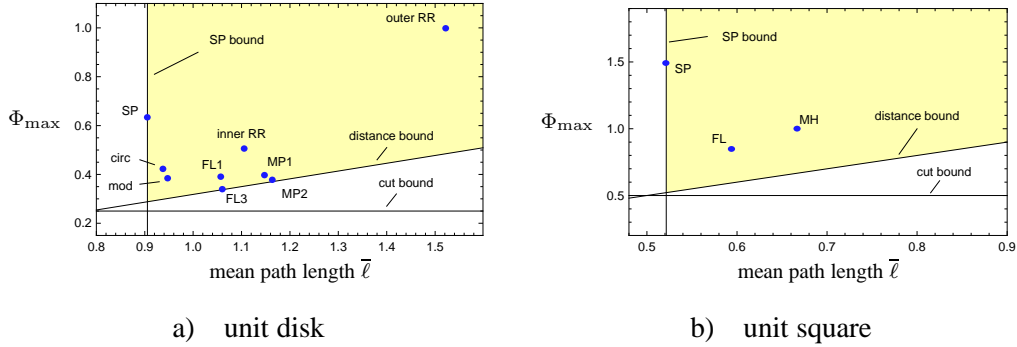 1.0
0.8
0.6
0.4
0.2
Φmax
outer RR
SP bound
SP
inner RR
distance bound
circ
FL1
MP1
mod
cut bound
FL3
MP2
0.8 0.9 1.0 1.1 1.2 1.3 1.4 1.5
mean path length ℓ̅
a) unit disk
1.5
1.0
0.5
Φmax
SP bound
SP
MH
distance bound
FL
cut bound
0.5 0.6 0.7 0.8 0.9
mean path length ℓ̅
b) unit square